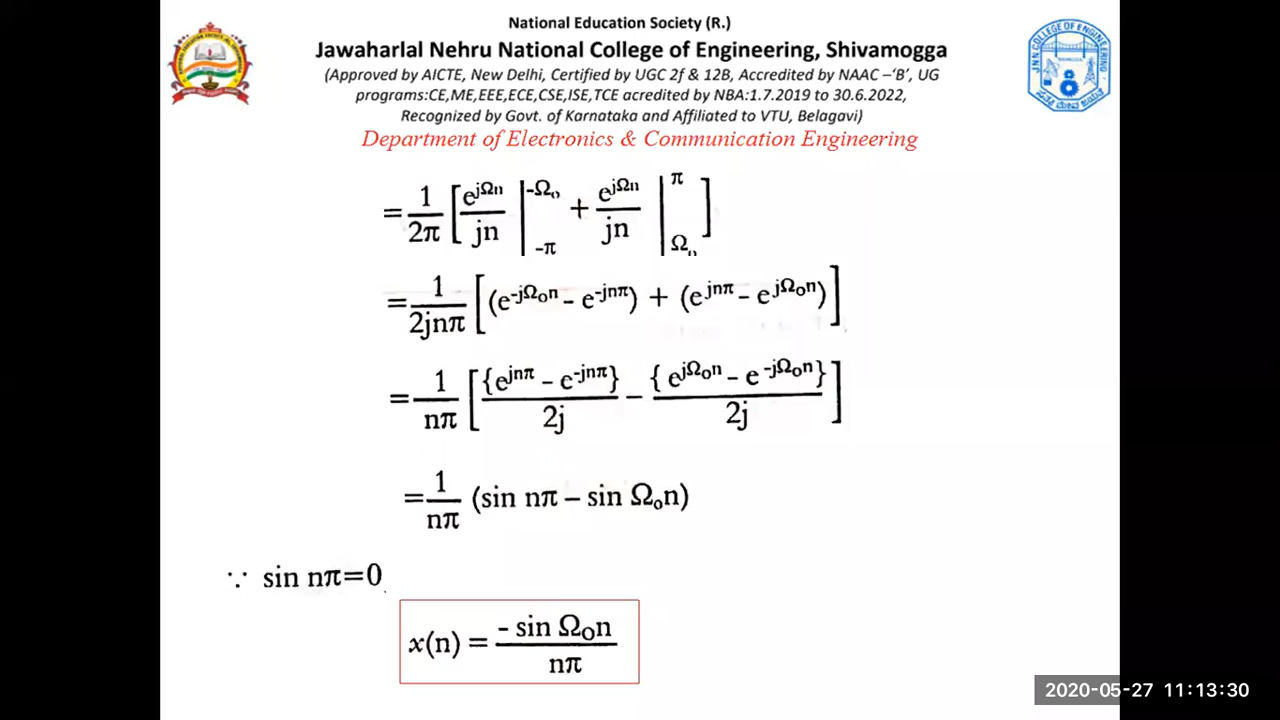 National Education Society (R.)
Jawaharlal Nehru National College of Engineering, Shivamogga
(Approved by AICTE, New Delhi, Certified by UGC 2f & 12B, Accredited by NAAC –‘B’, UG
programs:CE,ME,EEE,ECE,CSE,ISE,TCE acredited by NBA:1.7.2019 to 30.6.2022,
Recognized by Govt. of Karnataka and Affiliated to VTU, Belagavi)
Department of Electronics & Communication Engineering
JNN COLLEGE OF ENGINEERING
= 1/2π [ e^{jΩn}/jn |_{-π}^{-Ω₀} + e^{jΩn}/jn |_{Ω₀}^{π} ]
= 1/2jnπ [ (e^{-jΩ₀n} – e^{-jnπ}) + (e^{jnπ} – e^{jΩ₀n}) ]
= 1/nπ [ {e^{jnπ} – e^{-jnπ}}/2j – {e^{jΩ₀n} – e^{-jΩ₀n}}/2j ]
= 1/nπ (sin nπ – sin Ω₀n)
∵ sin nπ=0
x(n) = - sin Ω₀n/nπ
2020-05-27 11:13:30